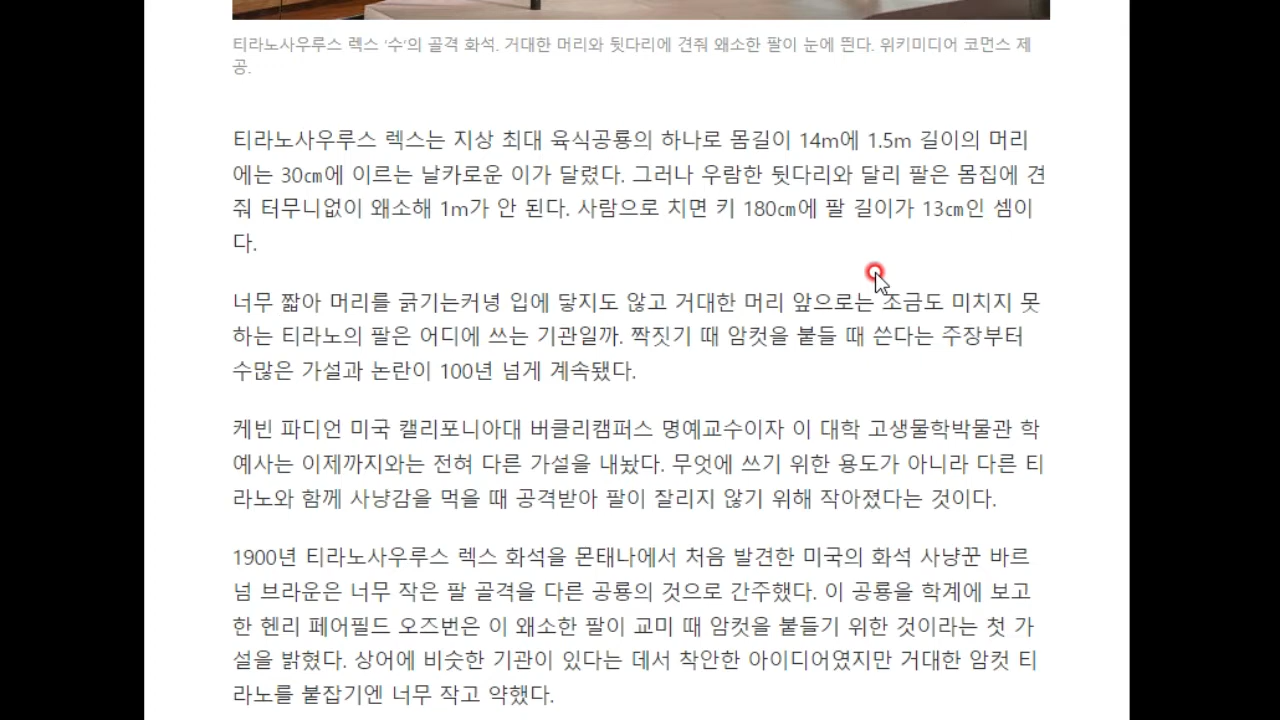 티라노사우루스 렉스 '수'의 골격 화석. 거대한 머리와 뒷다리에 견줘 왜소한 팔이 눈에 띈다. 위키미디어 코먼스 제
공.
티라노사우루스 렉스는 지상 최대 육식공룡의 하나로 몸길이 14m에 1.5m 길이의 머리
에는 30㎝에 이르는 날카로운 이가 달렸다. 그러나 우람한 뒷다리와 달리 팔은 몸집에 견
줘 터무니없이 왜소해 1m가 안 된다. 사람으로 치면 키 180㎝에 팔 길이가 13㎝인 셈이
다.
너무 짧아 머리를 긁기는커녕 입에 닿지도 않고 거대한 머리 앞으로는 조금도 미치지 못
하는 티라노의 팔은 어디에 쓰는 기관일까. 짝짓기 때 암컷을 붙들 때 쓴다는 주장부터
수많은 가설과 논란이 100년 넘게 계속됐다.
케빈 파디언 미국 캘리포니아대 버클리캠퍼스 명예교수이자 이 대학 고생물학박물관 학
예사는 이제까지와는 전혀 다른 가설을 내놨다. 무엇에 쓰기 위한 용도가 아니라 다른 티
라노와 함께 사냥감을 먹을 때 공격받아 팔이 잘리지 않기 위해 작아졌다는 것이다.
1900년 티라노사우루스 렉스 화석을 몬태나에서 처음 발견한 미국의 화석 사냥꾼 바르
넘 브라운은 너무 작은 팔 골격을 다른 공룡의 것으로 간주했다. 이 공룡을 학계에 보고
한 헨리 페어필드 오즈번은 이 왜소한 팔이 교미 때 암컷을 붙들기 위한 것이라는 첫 가
설을 밝혔다. 상어에 비슷한 기관이 있다는 데서 착안한 아이디어였지만 거대한 암컷 티
라노를 붙잡기엔 너무 작고 약했다.